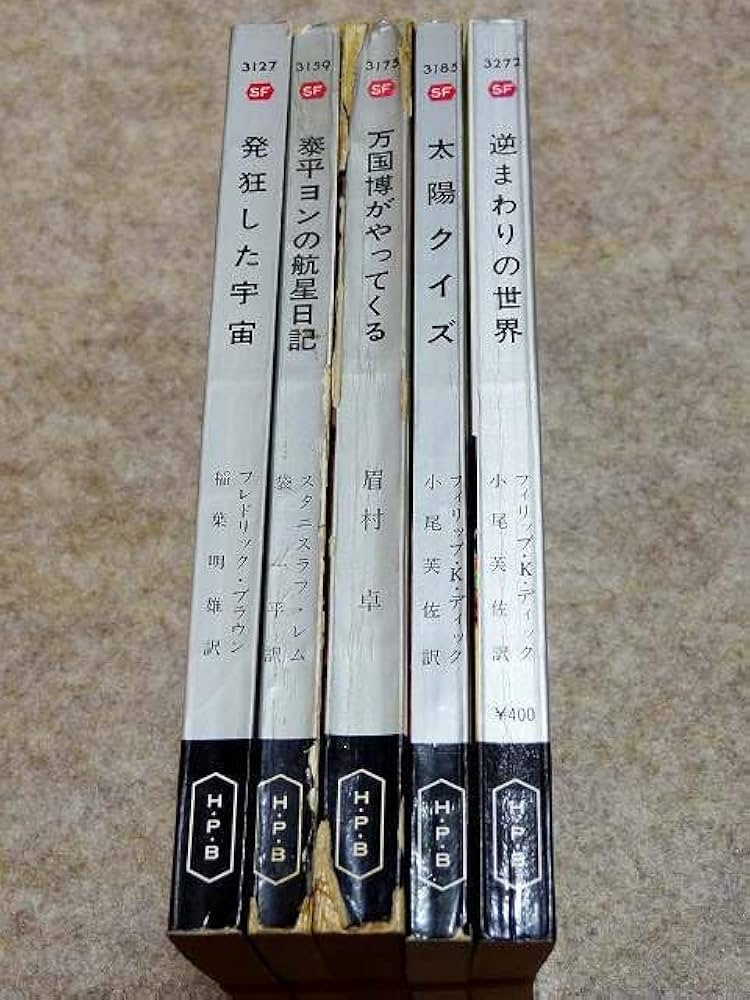 3127
SF
発狂した宇宙
フレドリック・ブラウン
稲葉明雄訳
H・P・B
3159
SF
泰平ヨンの航星日記
スタニスラフ・レム
袋一平訳
H・P・B
3175
SF
万国博がやってくる
眉村卓
H・P・B
3185
SF
太陽クイズ
フィリップ・K・ディック
小尾芙佐訳
H・P・B
3272
SF
逆まわりの世界
フィリップ・K・ディック
小尾芙佐訳
¥400
H・P・B